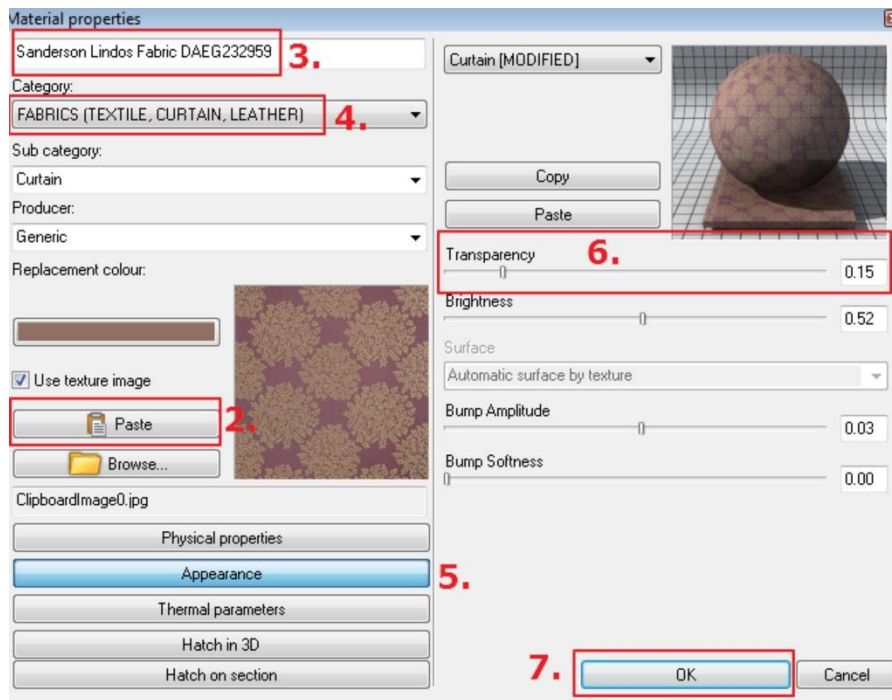 Material properties
Sanderson Lindos Fabric DAEG232959
3.
Category:
FABRICS (TEXTILE, CURTAIN, LEATHER)
4.
Sub category:
Curtain
Producer:
Generic
Replacement colour:
Use texture image
Paste
2.
Browse...
ClipboardImage0.jpg
Physical properties
Appearance
5.
Thermal parameters
Hatch in 3D
Hatch on section
Curtain [MODIFIED]
Copy
Paste
Transparency
6.
0.15
Brightness
0.52
Surface
Automatic surface by texture
Bump Amplitude
0.03
Bump Softness
0.00
7.
OK
Cancel